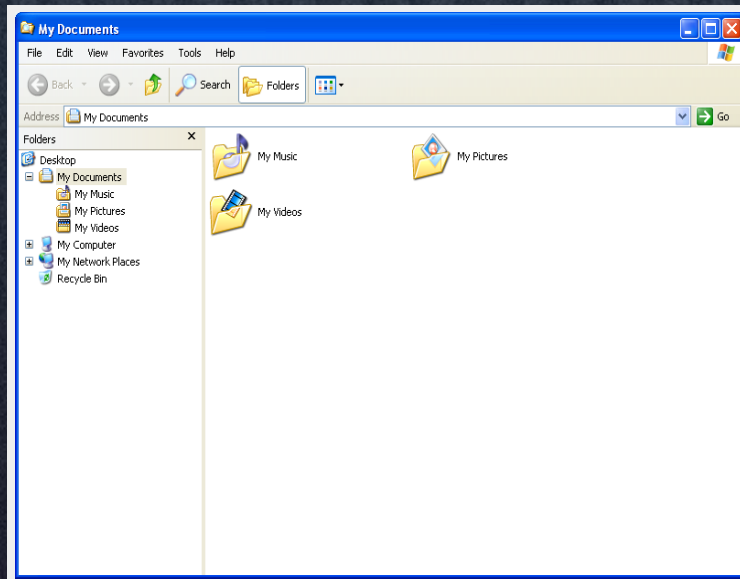 My Documents
File Edit View Favorites Tools Help
Back Search Folders
Address My Documents Go
Folders
Desktop
My Documents
My Music
My Pictures
My Videos
My Computer
My Network Places
Recycle Bin
My Music My Pictures
My Videos